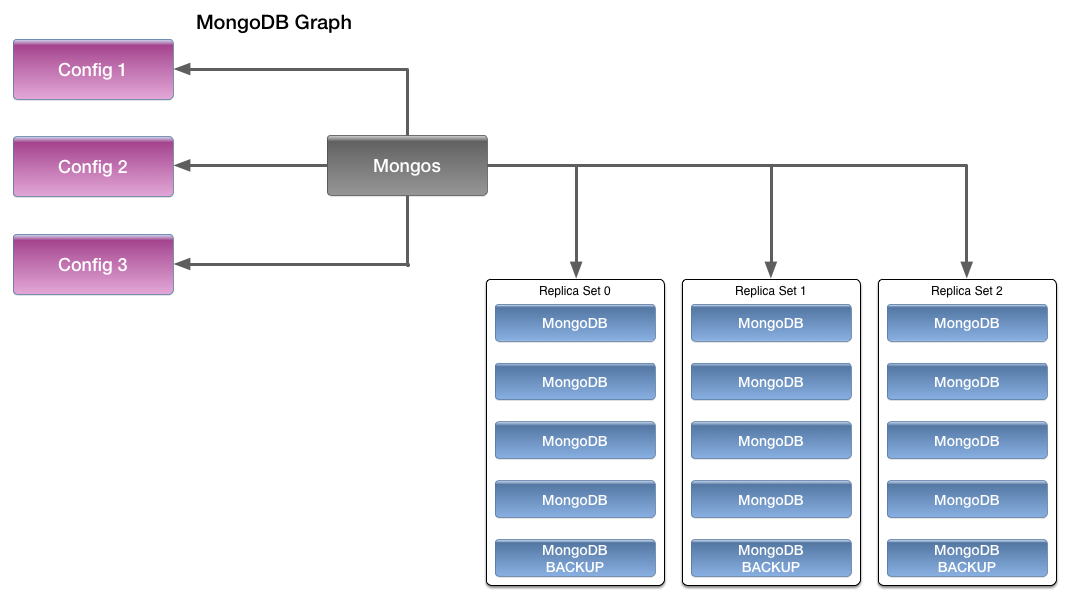 MongoDB Graph
Config 1
Config 2
Mongos
Config 3
Replica Set 0
MongoDB
MongoDB
MongoDB
MongoDB
MongoDB
BACKUP
Replica Set 1
MongoDB
MongoDB
MongoDB
MongoDB
MongoDB
BACKUP
Replica Set 2
MongoDB
MongoDB
MongoDB
MongoDB
MongoDB
BACKUP